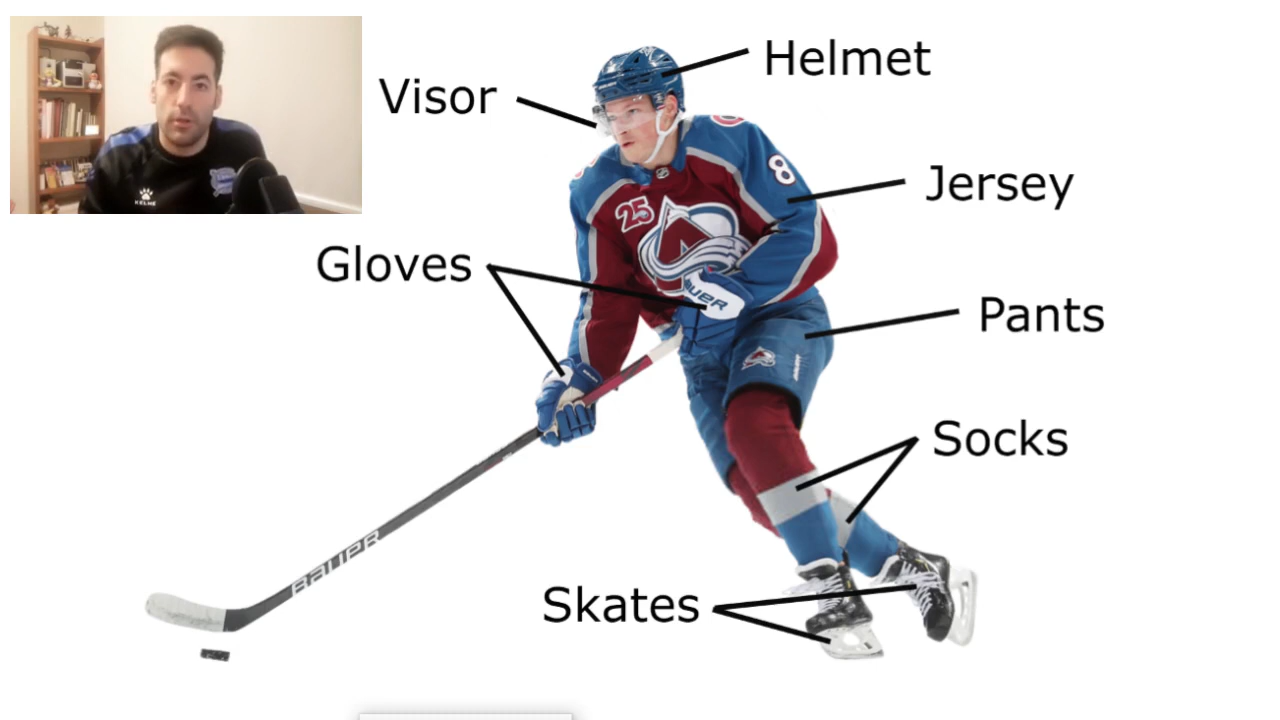 Helmet
Visor
KELME
8
Jersey
25
Gloves
BAUER
Pants
Socks
BAUER
Skates